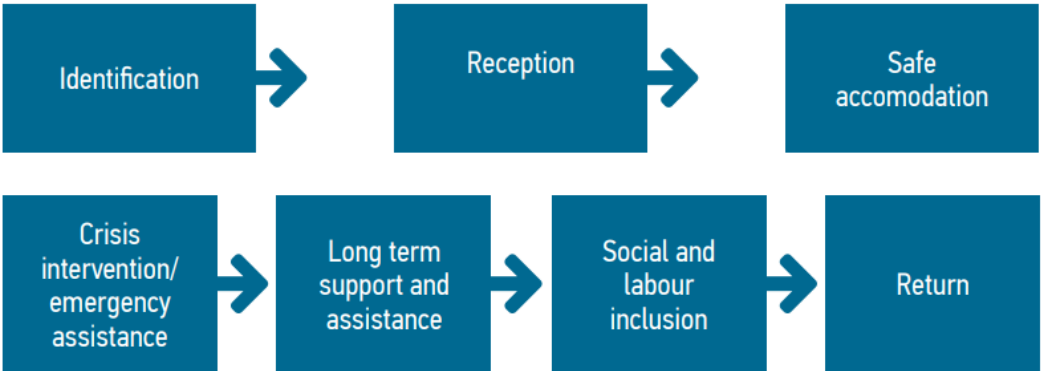 Identification
Reception
Safe
accomodation
Crisis
intervention/
emergency
assistance
Long term
support and
assistance
Social and
labour
inclusion
Return